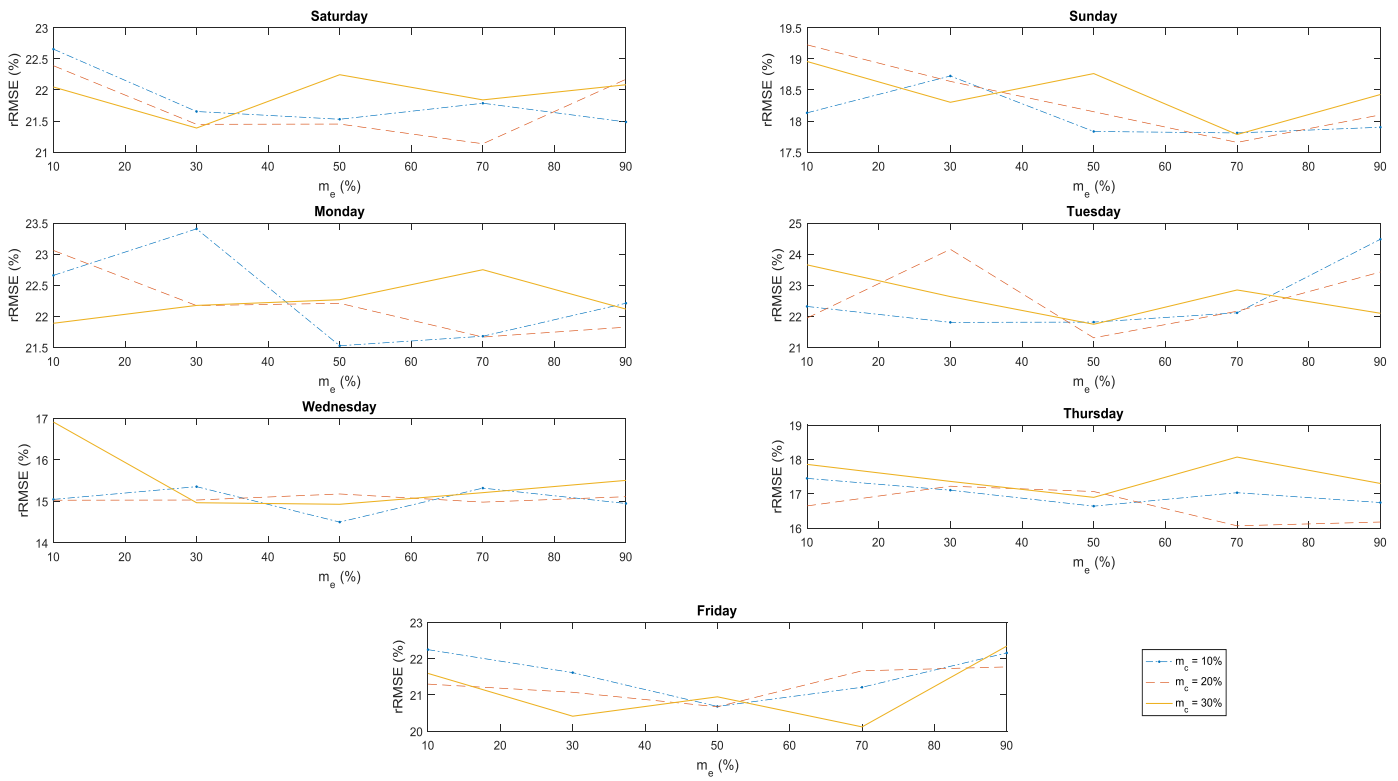 Saturday
rRMSE (%)
23
22.5
22
21.5
21
10 20 30 40 50 60 70 80 90
m_e (%)
Sunday
rRMSE (%)
19.5
19
18.5
18
17.5
10 20 30 40 50 60 70 80 90
m_e (%)
Monday
rRMSE (%)
23.5
23
22.5
22
21.5
10 20 30 40 50 60 70 80 90
m_e (%)
Tuesday
rRMSE (%)
25
24
23
22
21
10 20 30 40 50 60 70 80 90
m_e (%)
Wednesday
rRMSE (%)
17
16
15
14
10 20 30 40 50 60 70 80 90
m_e (%)
Thursday
rRMSE (%)
19
18
17
16
10 20 30 40 50 60 70 80 90
m_e (%)
Friday
rRMSE (%)
23
22
21
20
10 20 30 40 50 60 70 80 90
m_e (%)
m_c = 10%
m_c = 20%
m_c = 30%